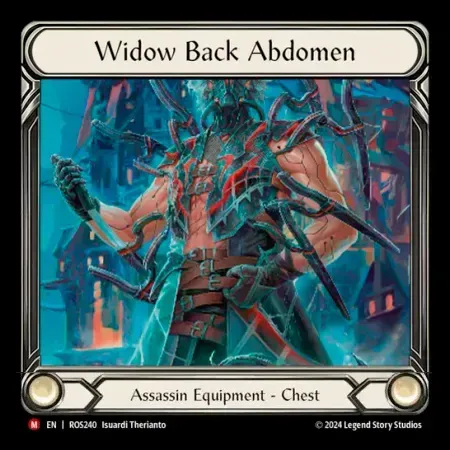 Widow Back Abdomen
Assassin Equipment - Chest
M EN | ROS240 Isuardi Therianto © 2024 Legend Story Studios